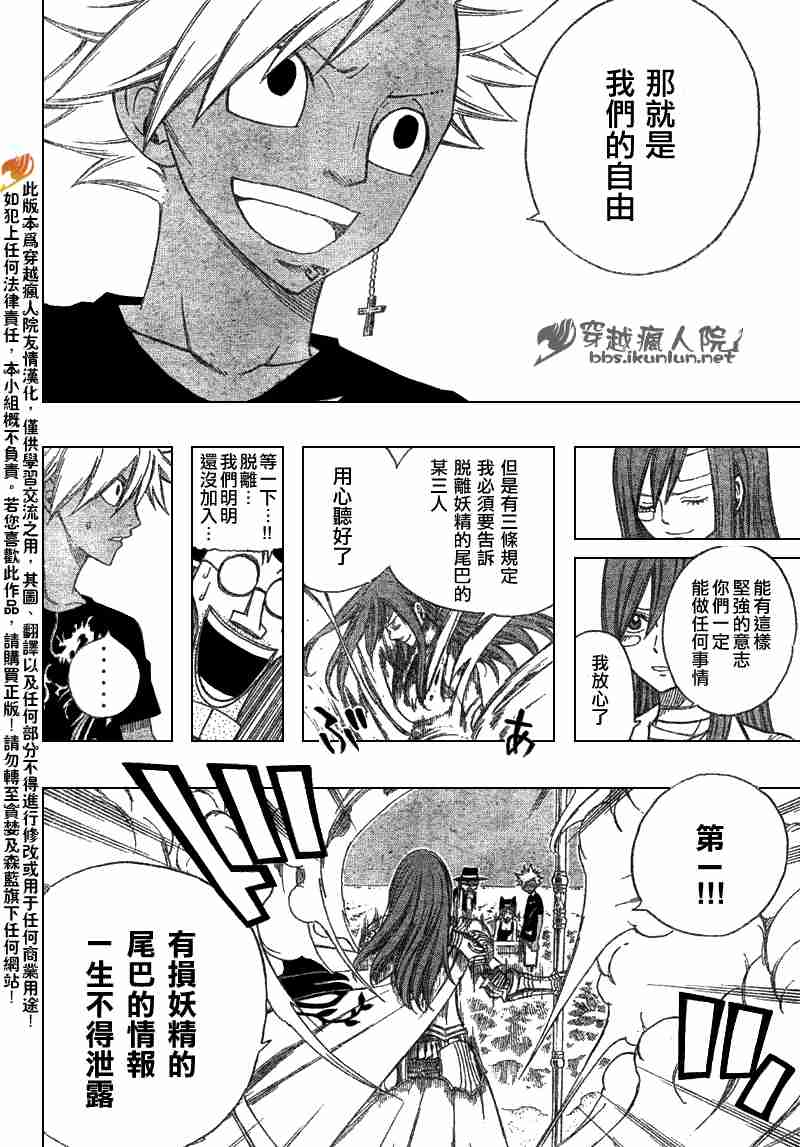 那就是
我們的自由
穿越瘋人院
bbs.ikunlun.net
能有這樣
堅強的意志
你們一定
能做任何事情
我放心了
但是有三條規定
我必須要告訴
脫離妖精的尾巴的
某三人
用心聽好了
ぶ
あ
等一下…!!
脫離…
我們明明
還沒加入…
……
第一!!!
有損妖精的
尾巴的情報
一生不得泄露
此版本爲穿越瘋人院友情漢化，僅供學習交流之用，其圖、翻譯以及任何部分不得進行修改或用于任何商業用途！
如犯上任何法律責任，本小組概不負責。若您喜歡此作品，請購買正版！請勿轉至貪婪及森藍旗下任何網站！